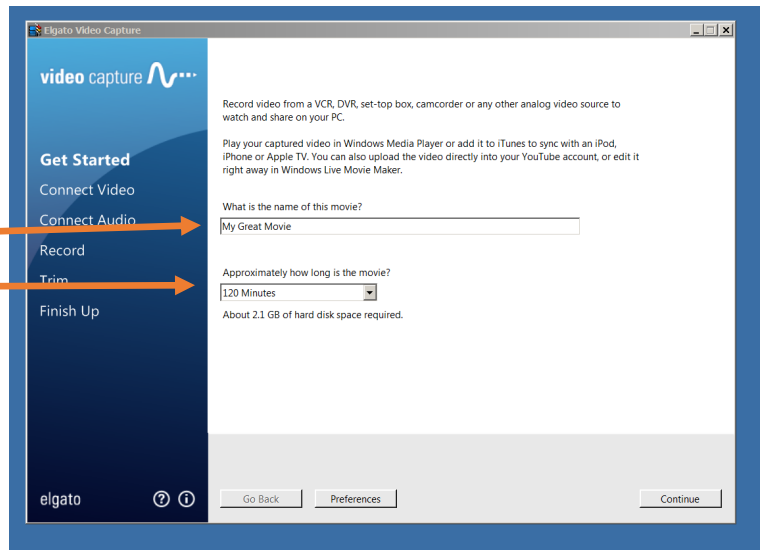 Elgato Video Capture
video capture
Get Started
Connect Video
Connect Audio
Record
Trim
Finish Up
elgato
Record video from a VCR, DVR, set-top box, camcorder or any other analog video source to
watch and share on your PC.
Play your captured video in Windows Media Player or add it to iTunes to sync with an iPod,
iPhone or Apple TV. You can also upload the video directly into your YouTube account, or edit it
right away in Windows Live Movie Maker.
What is the name of this movie?
My Great Movie
Approximately how long is the movie?
120 Minutes
About 2.1 GB of hard disk space required.
Go Back
Preferences
Continue